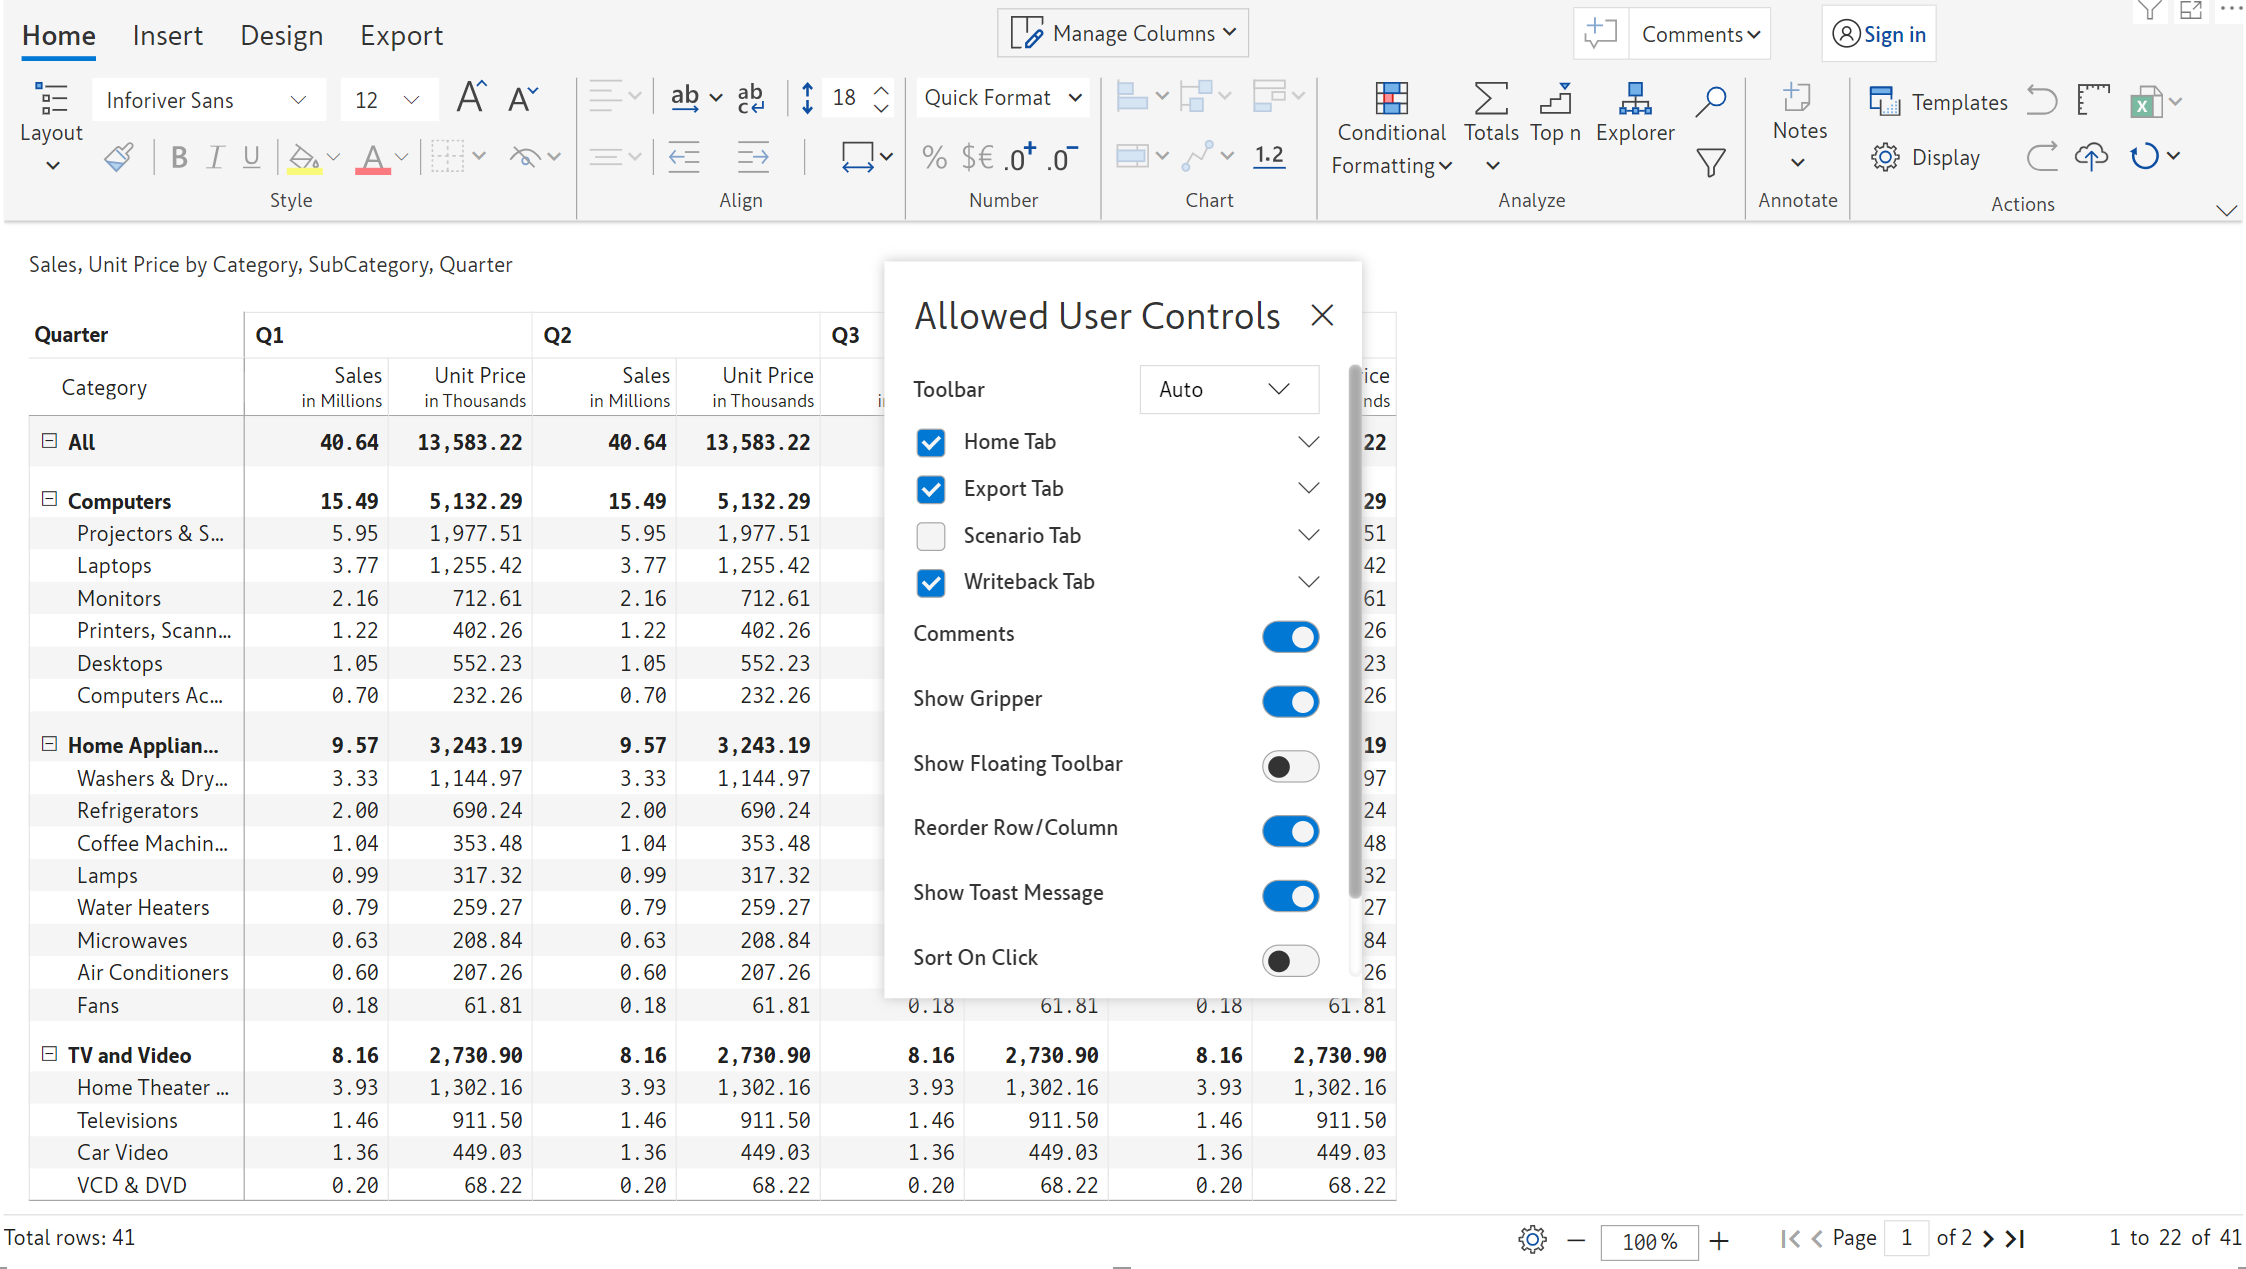 Home Insert Design Export Manage Columns Comments Sign in
Layout Inforiver Sans 12 A A ab ab c 18 Quick Format Conditional Formatting Totals Top n Explorer Notes Templates
B I U A % $€ .0 .0 1.2 Display
Style Align Number Chart Analyze Annotate Actions
Sales, Unit Price by Category, SubCategory, Quarter
Quarter Q1 Q2 Q3
Category Sales in Millions Unit Price in Thousands Sales in Millions Unit Price in Thousands
All 40.64 13,583.22 40.64 13,583.22 22
Computers 15.49 5,132.29 15.49 5,132.29 29
Projectors & S... 5.95 1,977.51 5.95 1,977.51 51
Laptops 3.77 1,255.42 3.77 1,255.42 42
Monitors 2.16 712.61 2.16 712.61 61
Printers, Scann... 1.22 402.26 1.22 402.26 26
Desktops 1.05 552.23 1.05 552.23 23
Computers Ac... 0.70 232.26 0.70 232.26 26
Home Applian... 9.57 3,243.19 9.57 3,243.19 19
Washers & Dry... 3.33 1,144.97 3.33 1,144.97 97
Refrigerators 2.00 690.24 2.00 690.24 24
Coffee Machin... 1.04 353.48 1.04 353.48 48
Lamps 0.99 317.32 0.99 317.32 32
Water Heaters 0.79 259.27 0.79 259.27 27
Microwaves 0.63 208.84 0.63 208.84 84
Air Conditioners 0.60 207.26 0.60 207.26 26
Fans 0.18 61.81 0.18 61.81 0.18 61.81 0.18 61.81
TV and Video 8.16 2,730.90 8.16 2,730.90 8.16 2,730.90 8.16 2,730.90
Home Theater ... 3.93 1,302.16 3.93 1,302.16 3.93 1,302.16 3.93 1,302.16
Televisions 1.46 911.50 1.46 911.50 1.46 911.50 1.46 911.50
Car Video 1.36 449.03 1.36 449.03 1.36 449.03 1.36 449.03
VCD & DVD 0.20 68.22 0.20 68.22 0.20 68.22 0.20 68.22
Allowed User Controls
Toolbar Auto
Home Tab
Export Tab
Scenario Tab
Writeback Tab
Comments
Show Gripper
Show Floating Toolbar
Reorder Row/Column
Show Toast Message
Sort On Click
Total rows: 41 100% Page 1 of 2 1 to 22 of 41